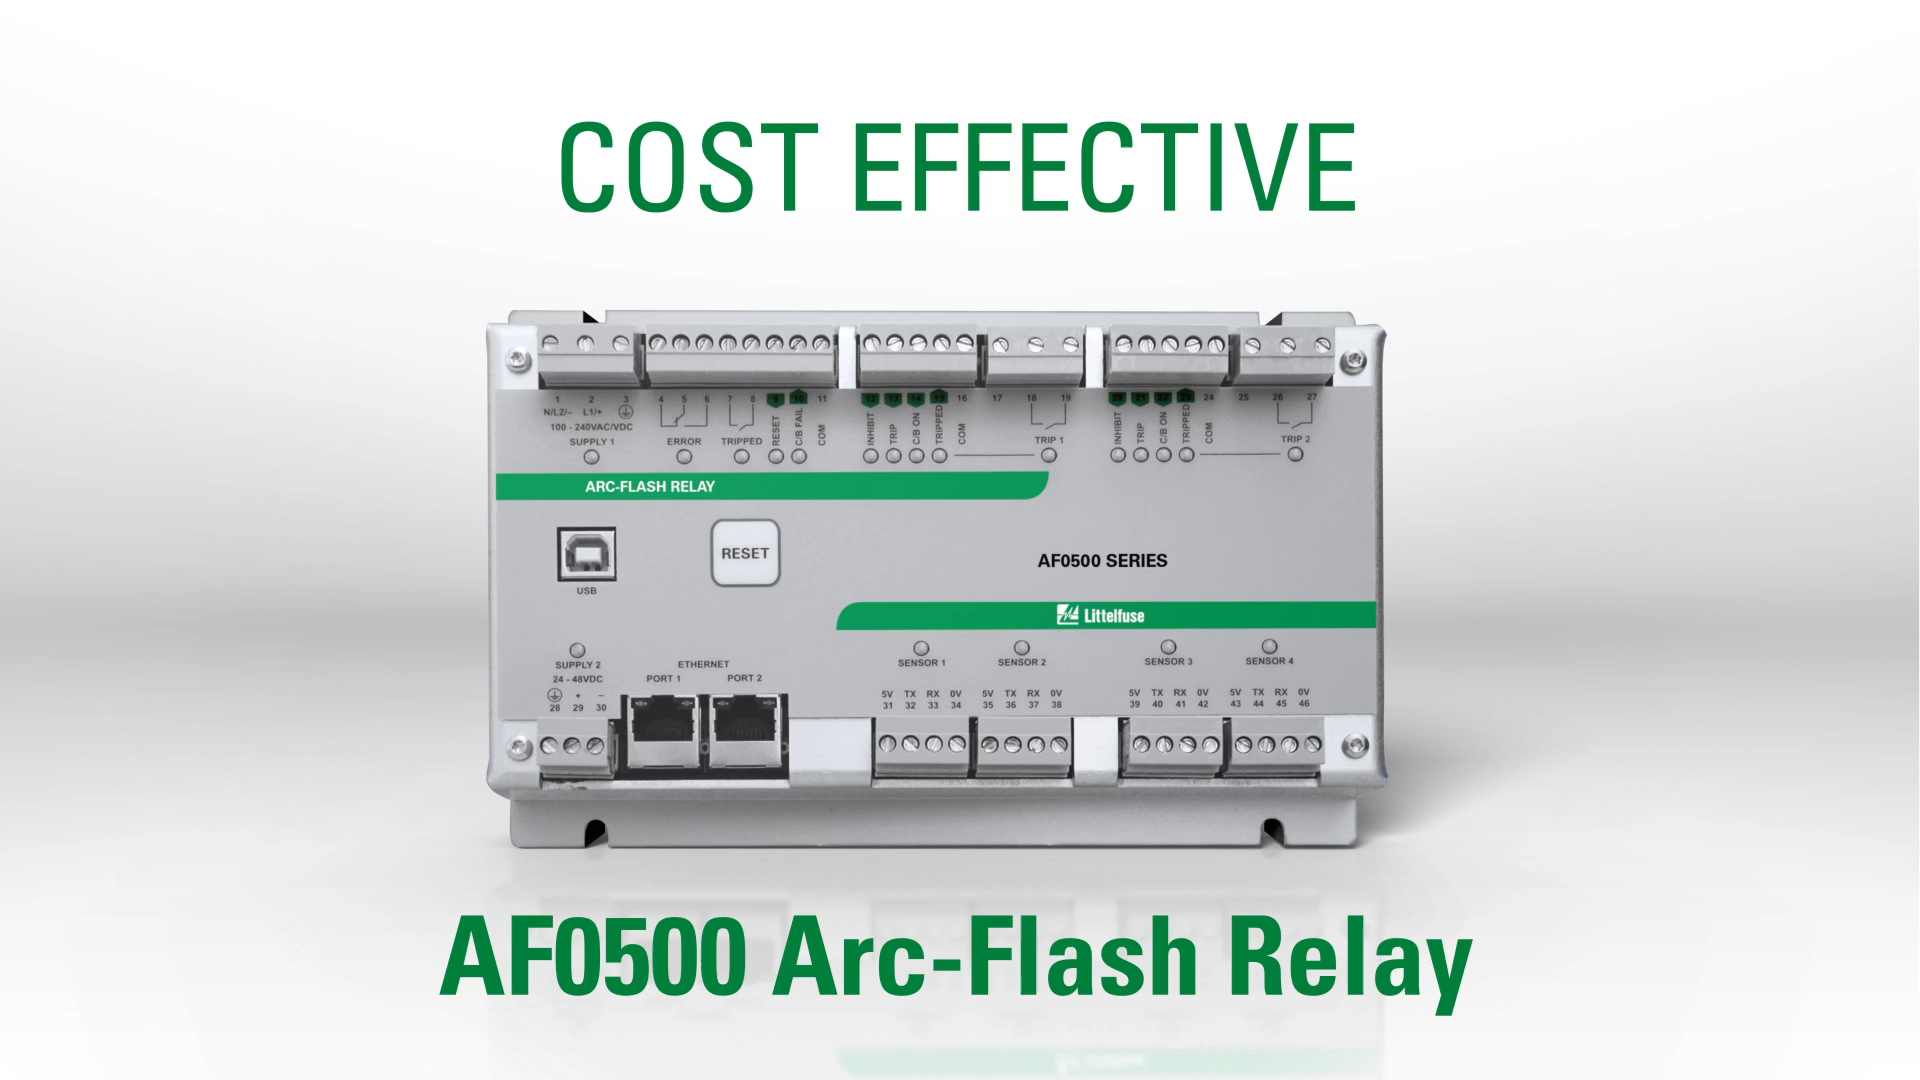 COST EFFECTIVE
1 2 3 4 5 6 7 8 9 10 11 12 13 14 15 16 17 18 19 20 21 22 23 24 25 26 27
N/L2/– L1/+
100 - 240VAC/VDC
SUPPLY 1 ERROR TRIPPED RESET C/B FAIL COM INHIBIT TRIP C/B ON TRIPPED COM TRIP 1 INHIBIT TRIP C/B ON TRIPPED COM TRIP 2
ARC-FLASH RELAY
RESET
AF0500 SERIES
USB
Littelfuse
SUPPLY 2 ETHERNET SENSOR 1 SENSOR 2 SENSOR 3 SENSOR 4
24 - 48VDC PORT 1 PORT 2
+ – 5V TX RX 0V 5V TX RX 0V 5V TX RX 0V 5V TX RX 0V
28 29 30 31 32 33 34 35 36 37 38 39 40 41 42 43 44 45 46
AF0500 Arc-Flash Relay